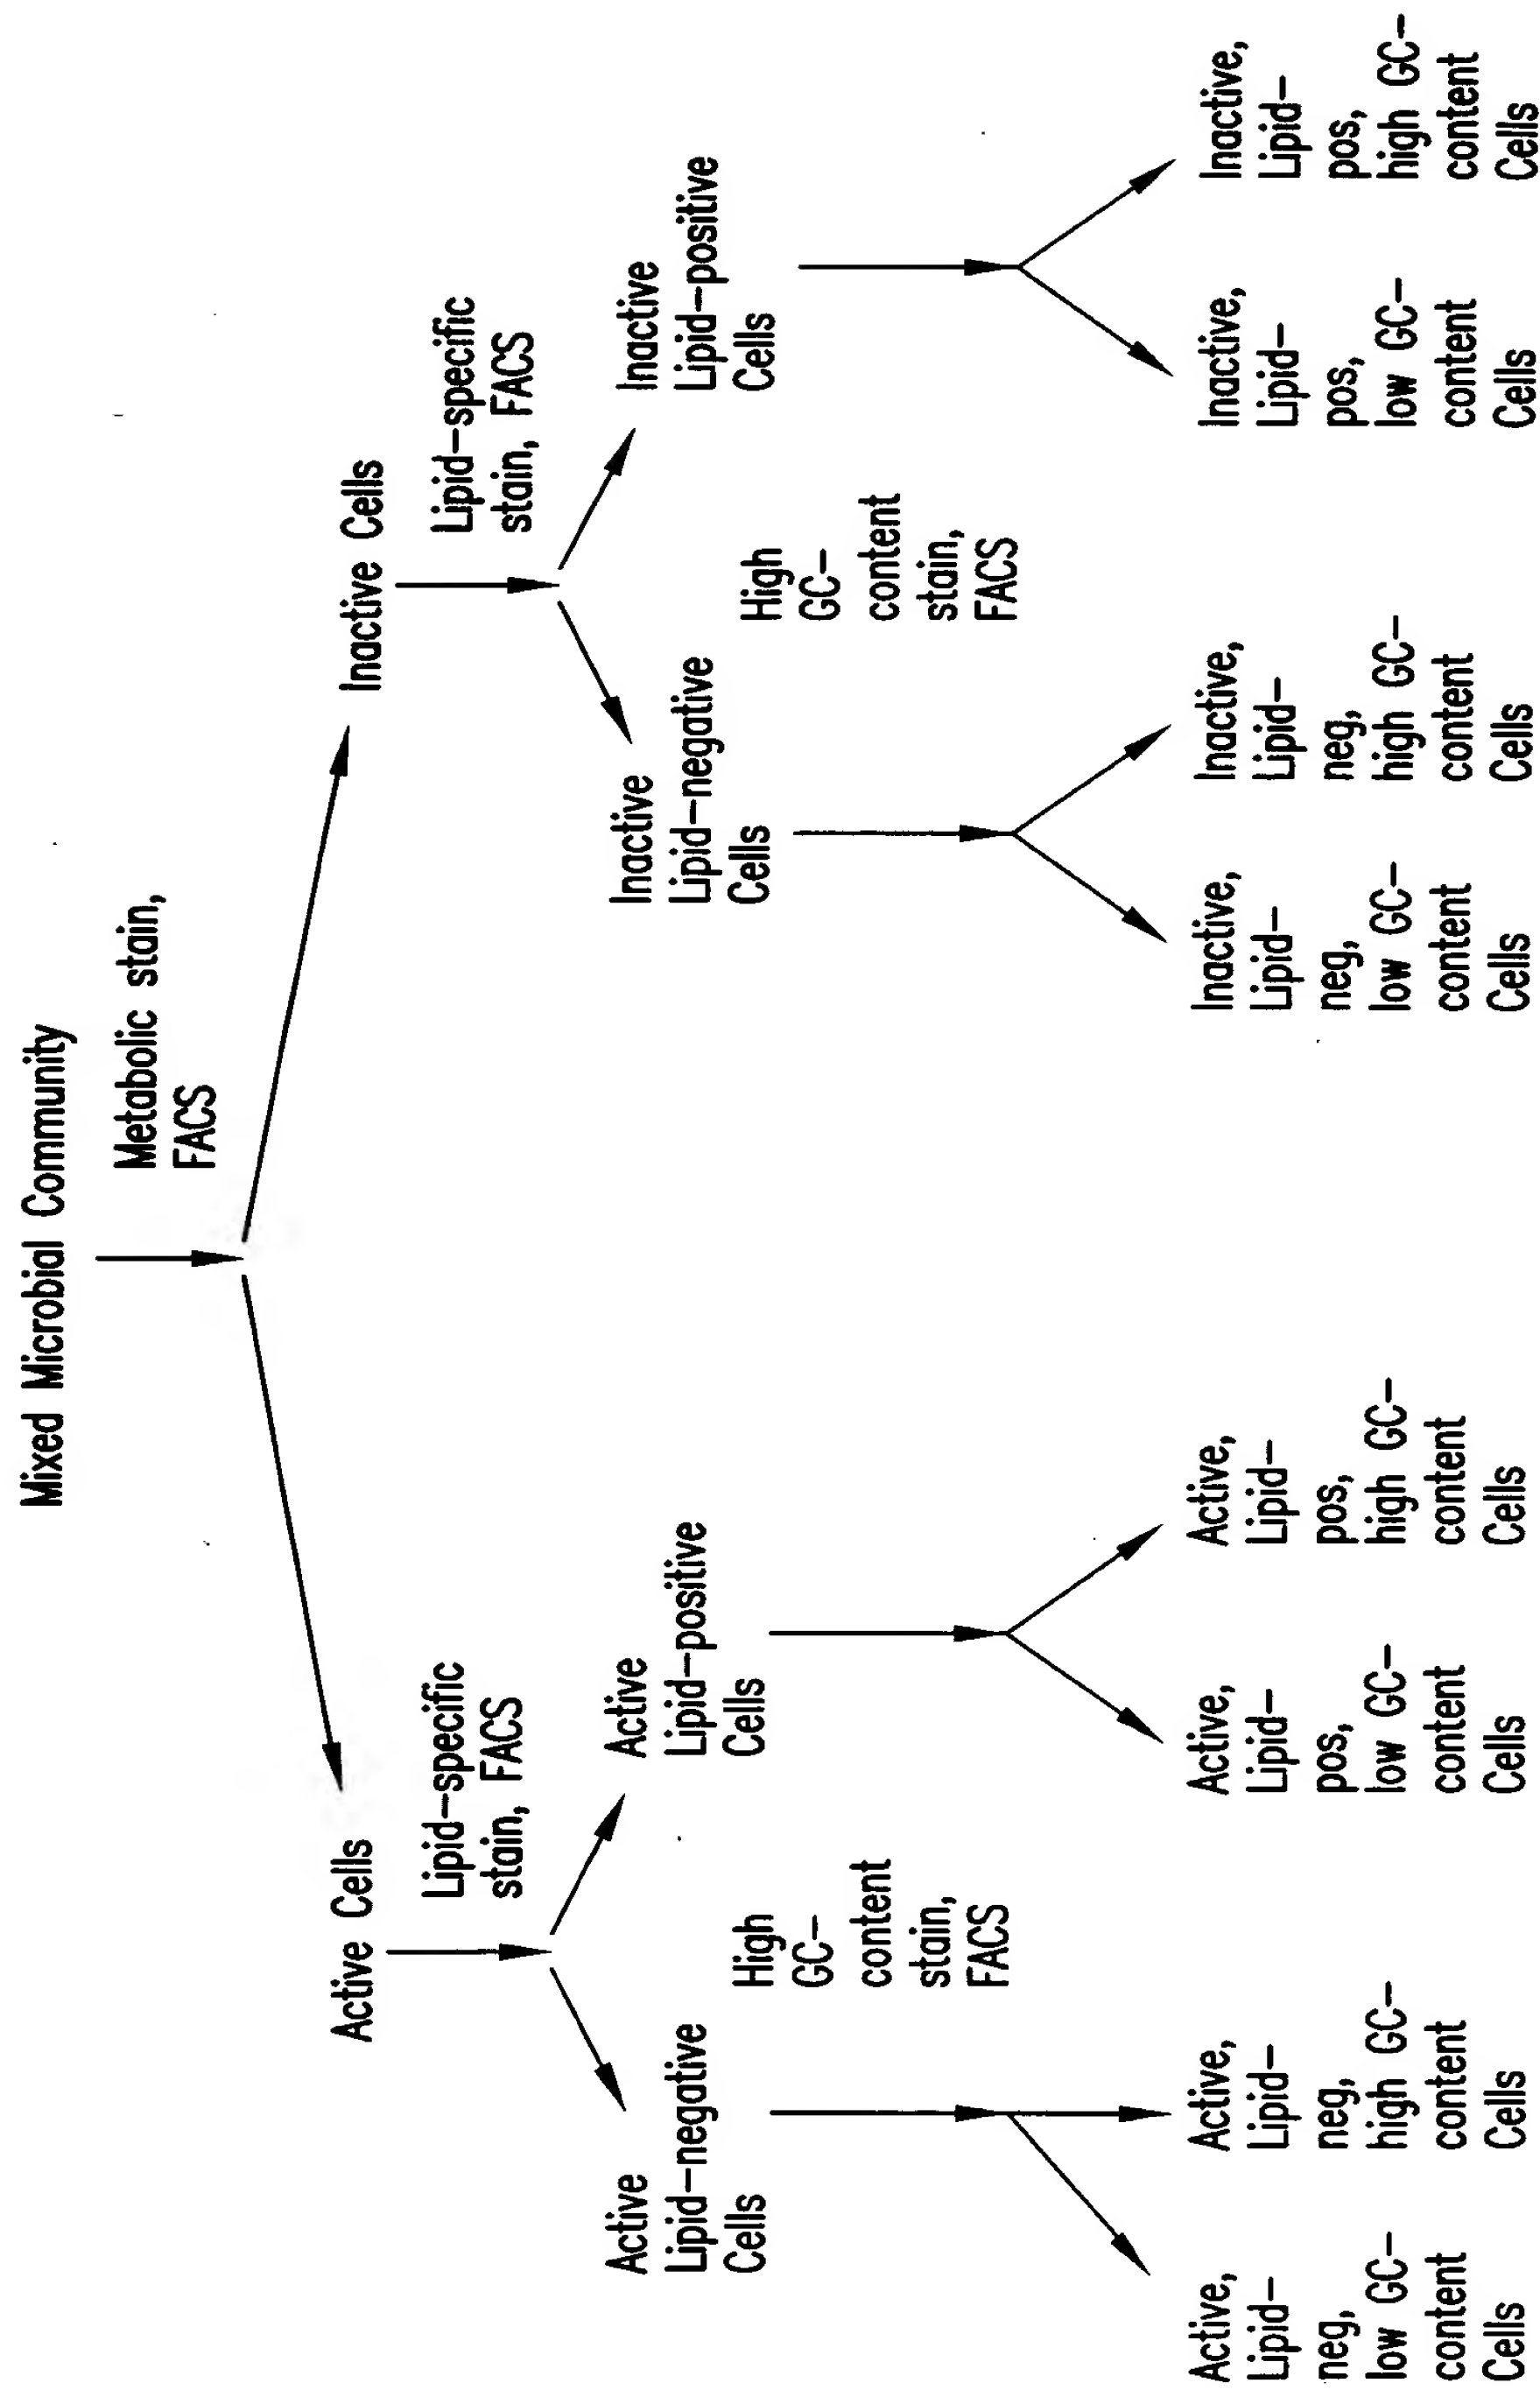 Mixed Microbial Community
Metabolic stain,
FACS
Active Cells
Inactive Cells
Lipid–specific
stain, FACS
Lipid–specific
stain, FACS
Active
Lipid–negative
Cells
Active
Lipid–positive
Cells
Inactive
Lipid–negative
Cells
Inactive
Lipid–positive
Cells
High
GC–
content
stain,
FACS
High
GC–
content
stain,
FACS
Active,
Lipid–
neg,
low GC–
content
Cells
Active,
Lipid–
neg,
high GC–
content
Cells
Active,
Lipid–
pos,
low GC–
content
Cells
Active,
Lipid–
pos,
high GC–
content
Cells
Inactive,
Lipid–
neg,
low GC–
content
Cells
Inactive,
Lipid–
neg,
high GC–
content
Cells
Inactive,
Lipid–
pos,
low GC–
content
Cells
Inactive,
Lipid–
pos,
high GC–
content
Cells